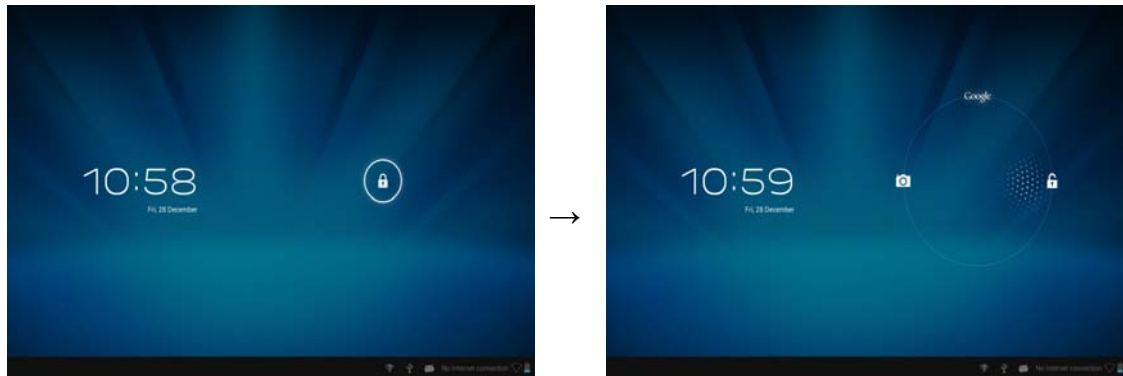 10:58
Fri, 28 December
No internet connection
→
Google
10:59
Fri, 28 December
No internet connection